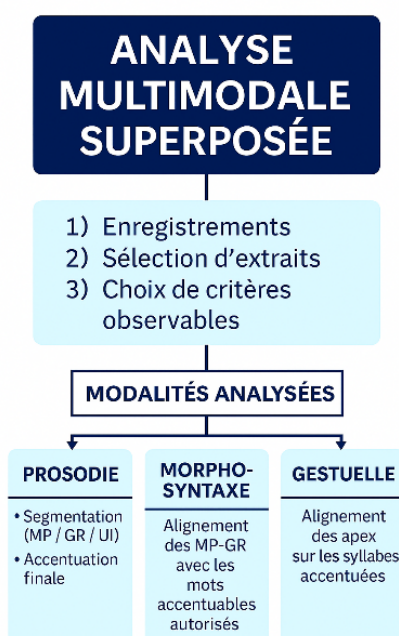 ANALYSE
MULTIMODALE
SUPERPOSÉE
1) Enregistrements
2) Sélection d'extraits
3) Choix de critères
observables
MODALITÉS ANALYSÉES
PROSODIE
• Segmentation
(MP / GR / UI)
• Accentuation
finale
MORPHO-
SYNTAXE
Alignement
des MP-GR
avec les
mots
accentuables
autorisés
GESTUELLE
Alignement
des apex
sur les syllabes
accentuées